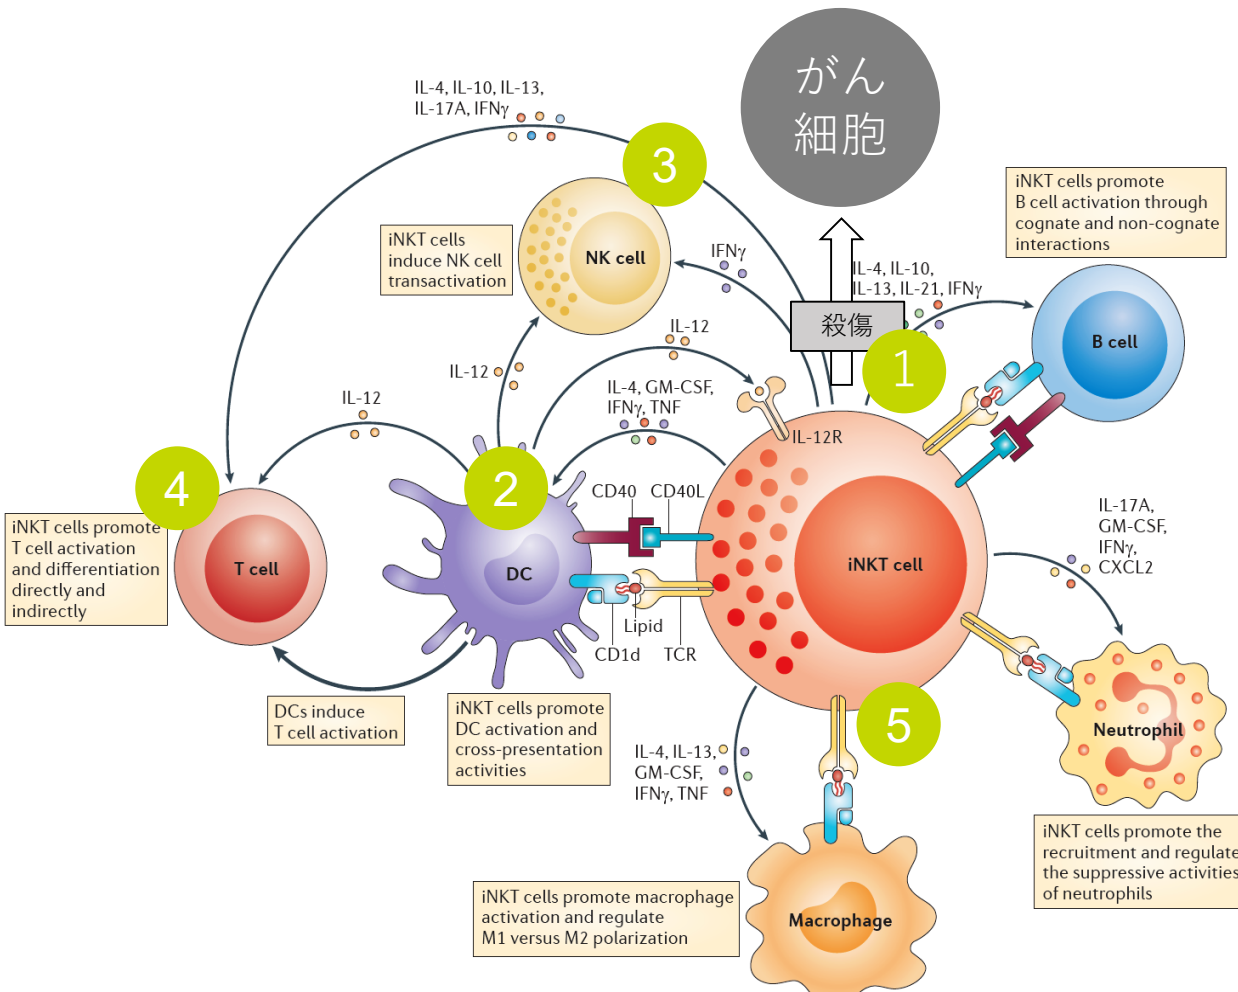 がん
細胞
IL-4, IL-10, IL-13,
IL-17A, IFNγ
3
iNKT cells promote
B cell activation through
cognate and non-cognate
interactions
iNKT cells
induce NK cell
transactivation
NK cell
IFNγ
IL-4, IL-10,
IL-13, IL-21, IFNγ
殺傷
1
B cell
IL-12
IL-12
IL-12
IL-4, GM-CSF,
IFNγ, TNF
IL-12R
4
2
CD40
CD40L
iNKT cells promote
T cell activation
and differentiation
directly and
indirectly
T cell
DC
iNKT cell
IL-17A,
GM-CSF,
IFNγ,
CXCL2
Lipid
CD1d
TCR
DCs induce
T cell activation
iNKT cells promote
DC activation and
cross-presentation
activities
5
IL-4, IL-13,
GM-CSF,
IFNγ, TNF
Neutrophil
iNKT cells promote the
recruitment and regulate
the suppressive activities
of neutrophils
iNKT cells promote macrophage
activation and regulate
M1 versus M2 polarization
Macrophage